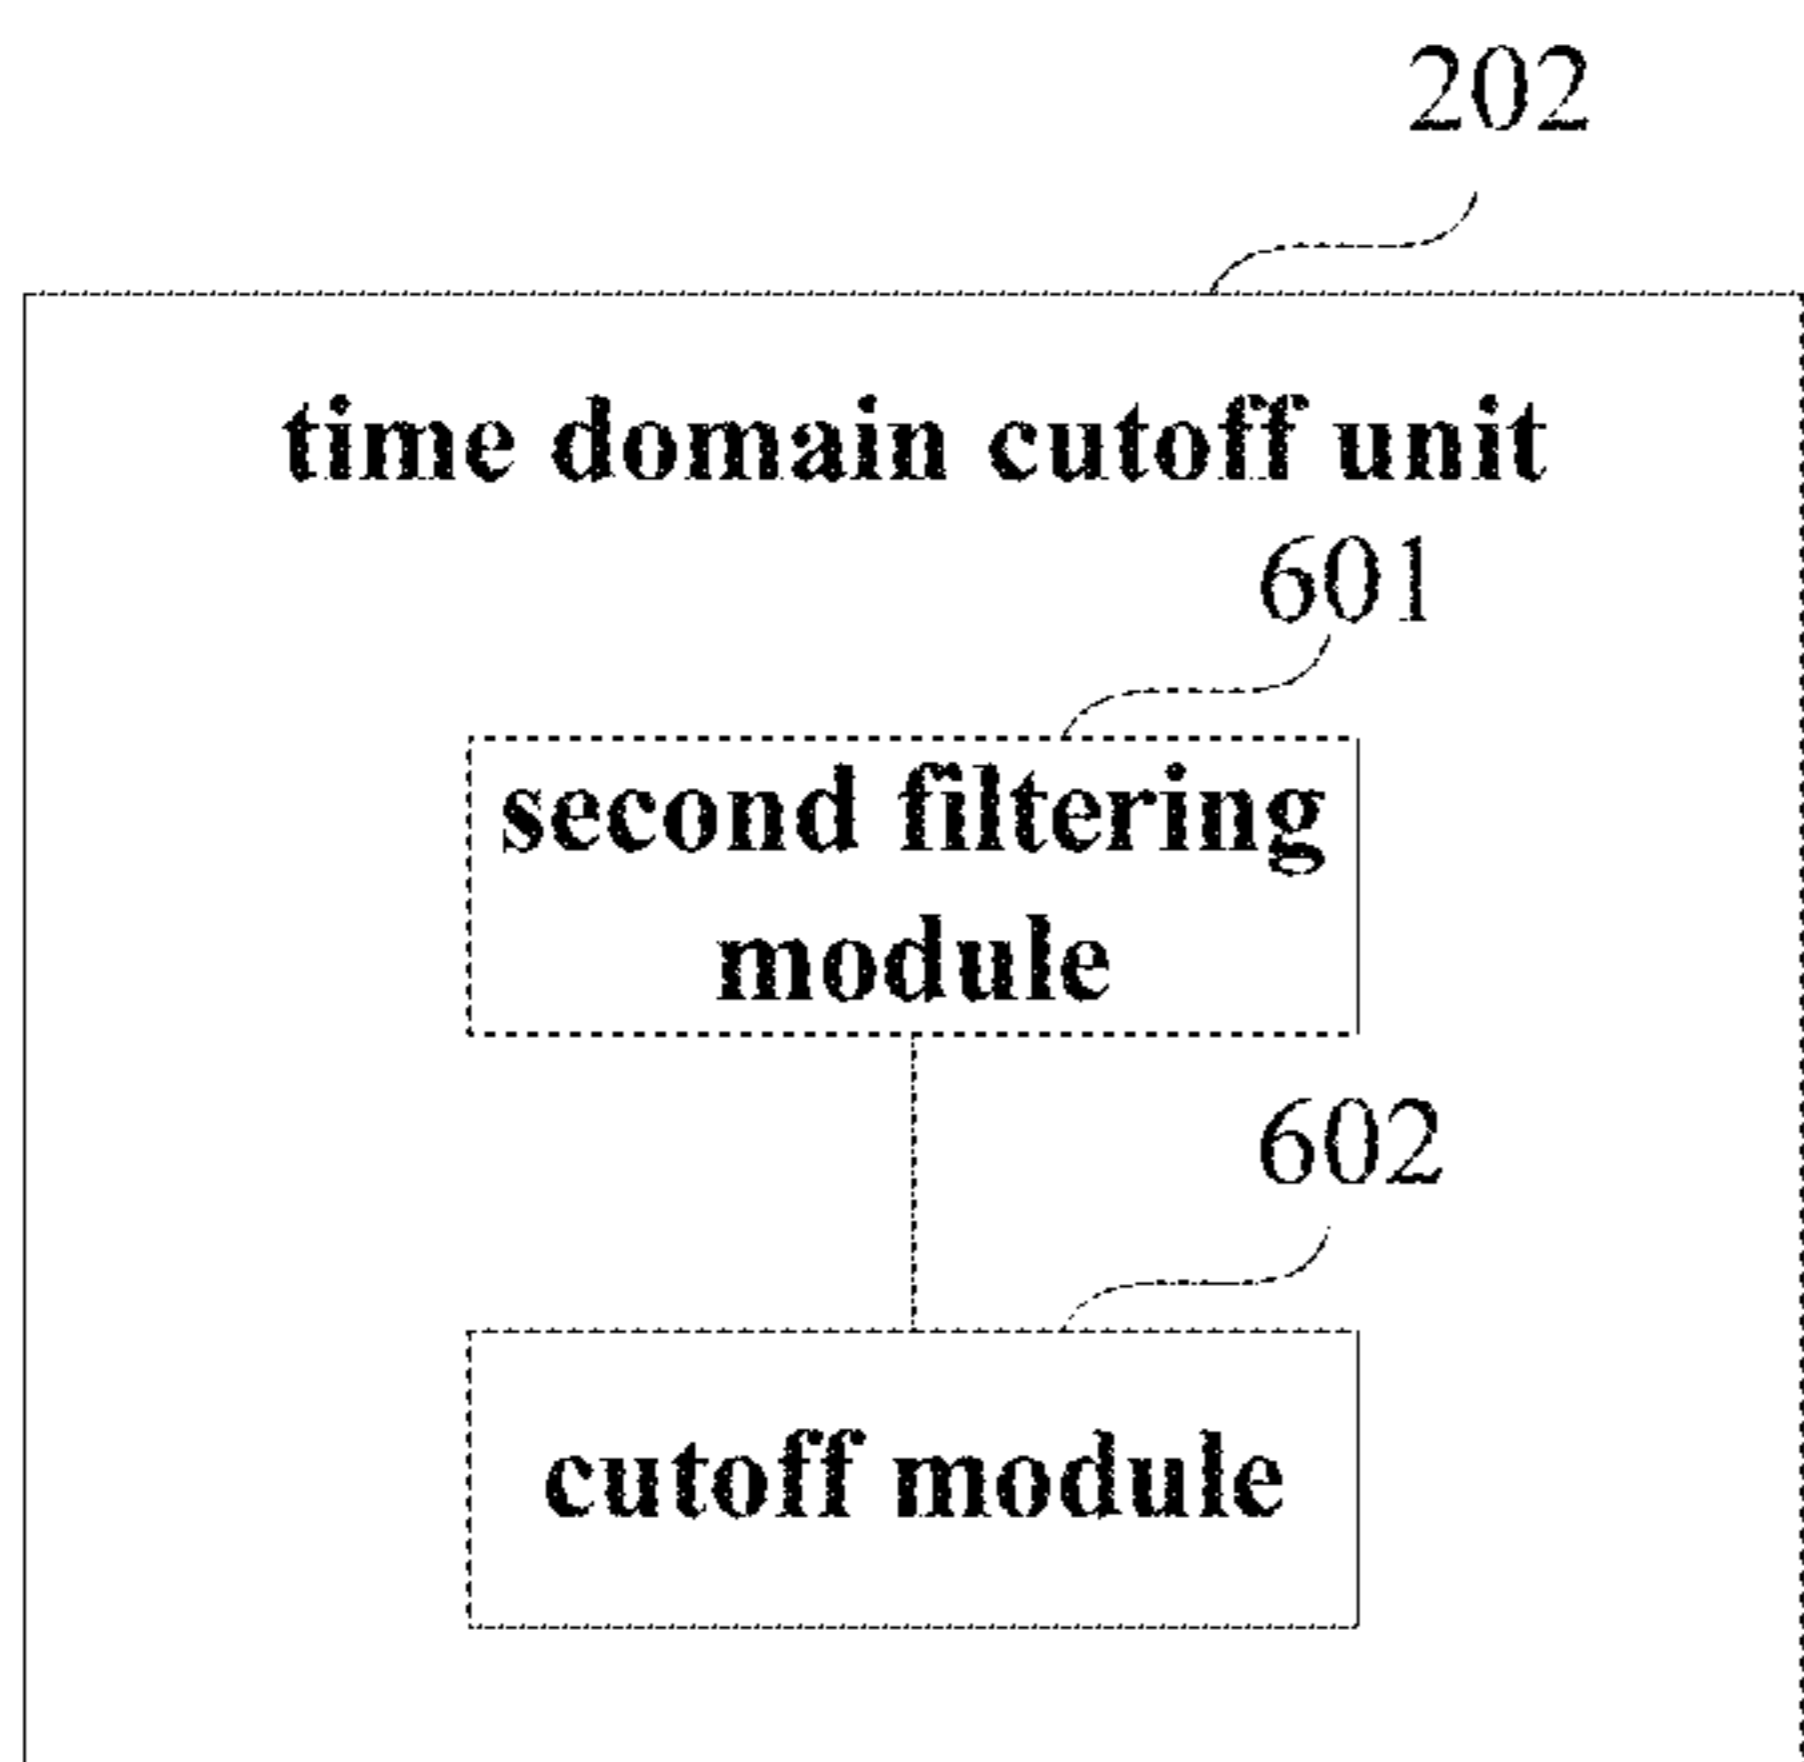 202
time domain cutoff unit
601
second filtering
module
602
cutoff module